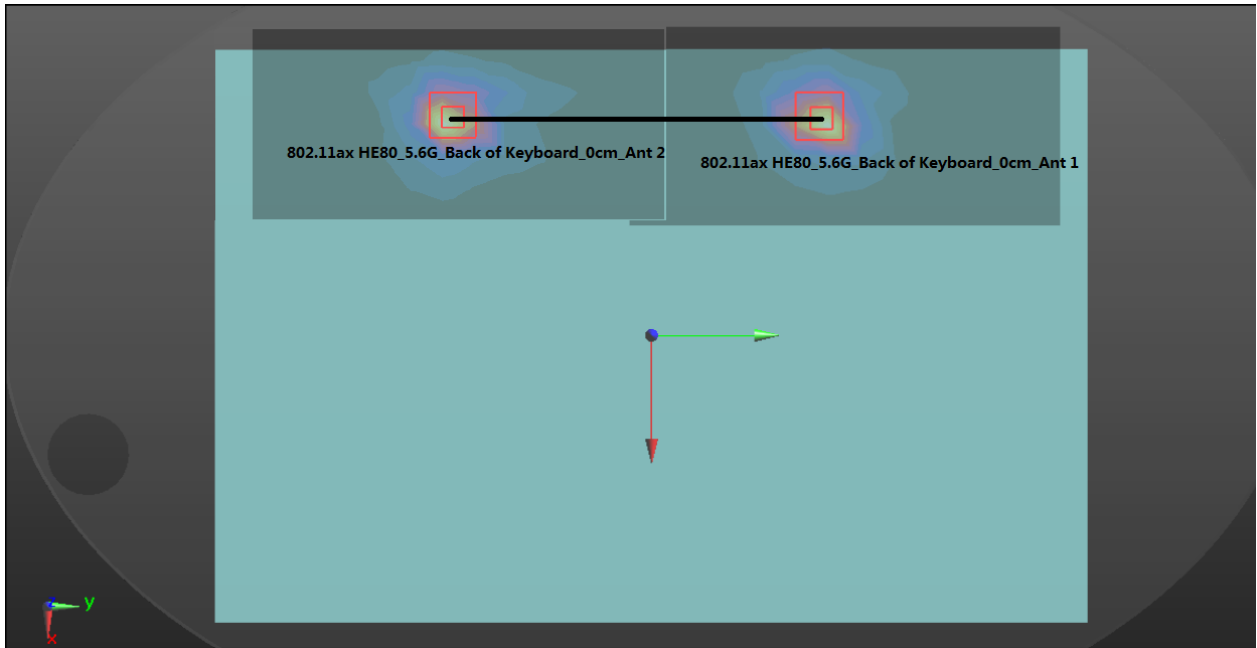 802.11ax HE80_5.6G_Back of Keyboard_0cm_Ant 2
802.11ax HE80_5.6G_Back of Keyboard_0cm_Ant 1
z
y
x